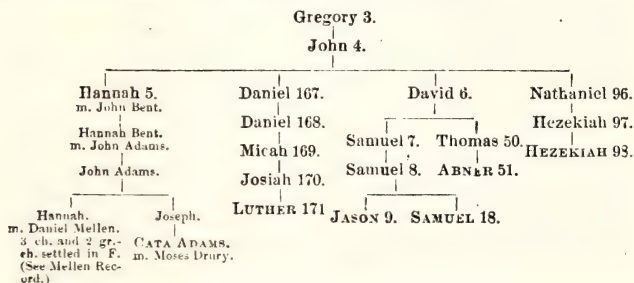 Gregory 3.
John 4.
Hannah 5. Daniel 167. David 6. Nathaniel 96.
m. John Bent.
Hannah Bent. Daniel 168. Hezekiah 97.
m. John Adams. Samuel 7. Thomas 50.
Micah 169. HEZEKIAH 98.
John Adams. Josiah 170. Samuel 8. ABNER 51.
Hannah. Joseph. LUTHER 171 JASON 9. SAMUEL 18.
m. Daniel Mellen.
3 ch. and 2 gr.- CATA ADAMS.
ch. settled in F. m. Moses Drury.
(See Mellen Rec-
ord.)